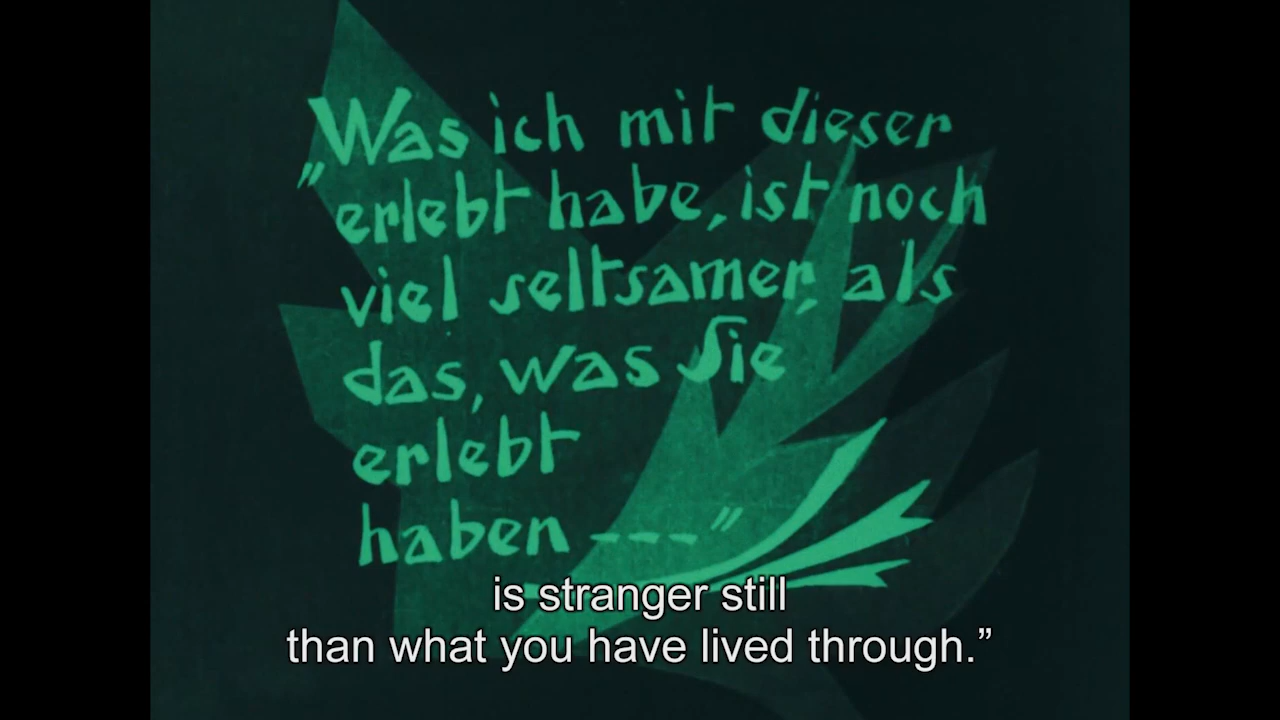 „Was ich mit dieser
erlebt habe, ist noch
viel seltsamer, als
das, was Sie
erlebt
haben ---"
is stranger still
than what you have lived through.”